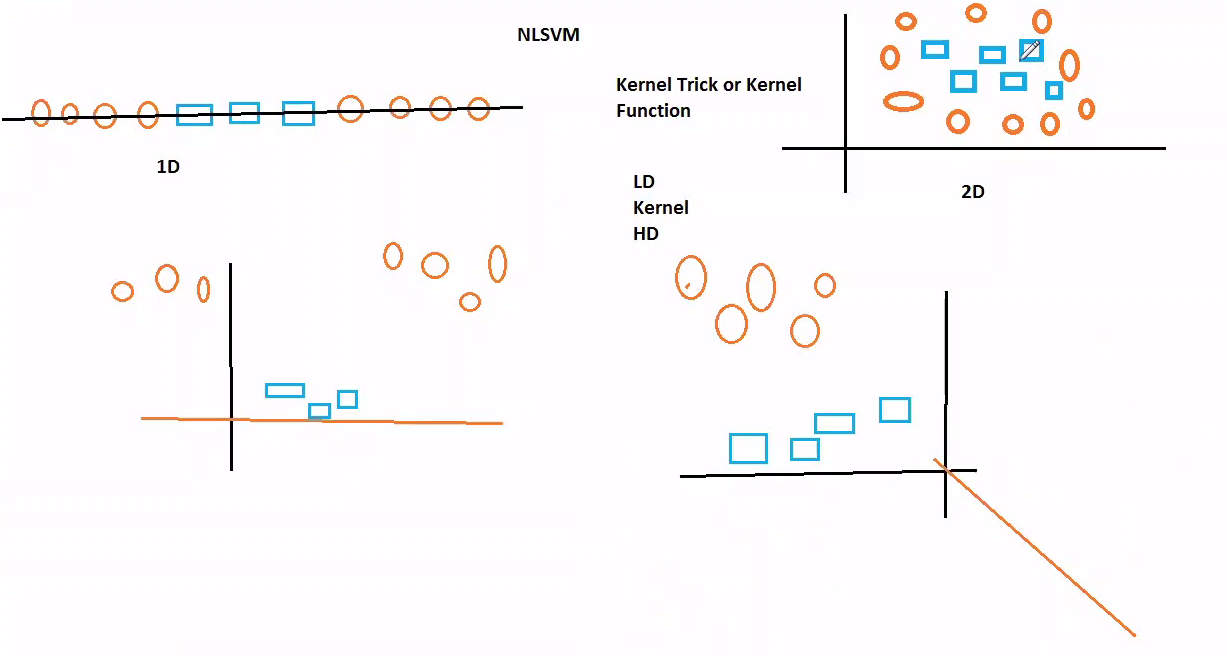 NLSVM
Kernel Trick or Kernel
Function
1D
LD
Kernel
HD
2D